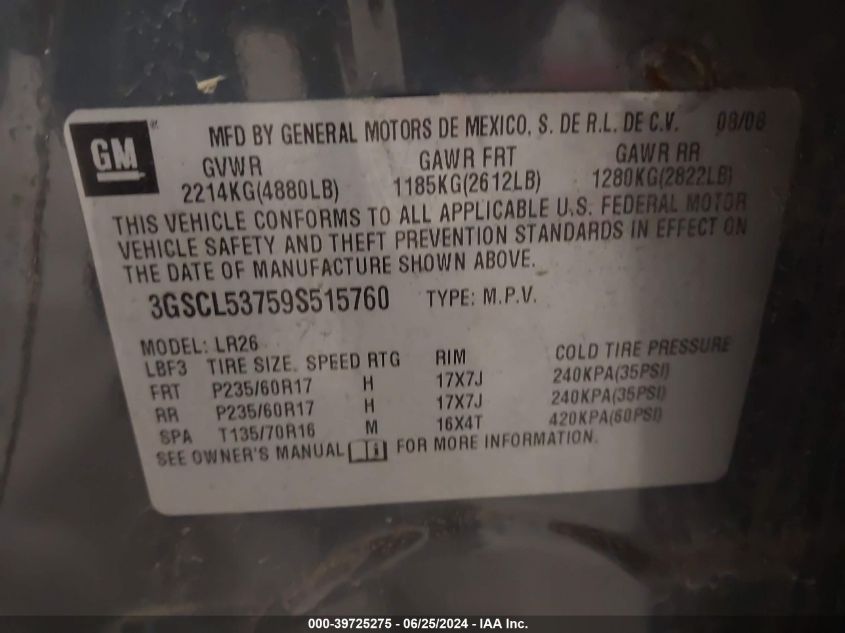 GM
MFD BY GENERAL MOTORS DE MEXICO, S. DE R.L. DE C.V. 08/08
GVWR GAWR FRT GAWR RR
2214KG(4880LB) 1185KG(2612LB) 1280KG(2822LB)
THIS VEHICLE CONFORMS TO ALL APPLICABLE U.S. FEDERAL MOTOR
VEHICLE SAFETY AND THEFT PREVENTION STANDARDS IN EFFECT ON
THE DATE OF MANUFACTURE SHOWN ABOVE.
3GSCL53759S515760 TYPE: M.P.V.
MODEL: LR26
LBF3 TIRE SIZE. SPEED RTG RIM COLD TIRE PRESSURE
FRT P235/60R17 H 17X7J 240KPA(35PSI)
RR P235/60R17 H 17X7J 240KPA(35PSI)
SPA T135/70R16 M 16X4T 420KPA(60PSI)
SEE OWNER'S MANUAL FOR MORE INFORMATION.
000-39725275 - 06/25/2024 - IAA Inc.